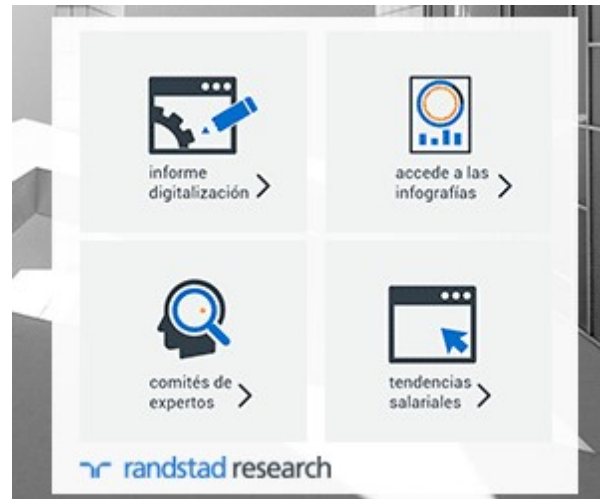 informe
digitalización >
accede a las
infografías >
comités de
expertos >
tendencias
salariales >
randstad research